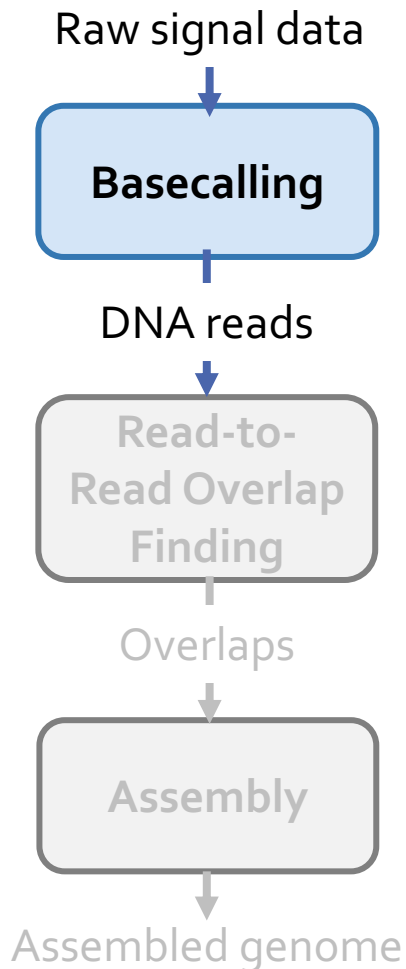 Raw signal data
Basecalling
DNA reads
Read-to-
Read Overlap
Finding
Overlaps
Assembly
Assembled genome